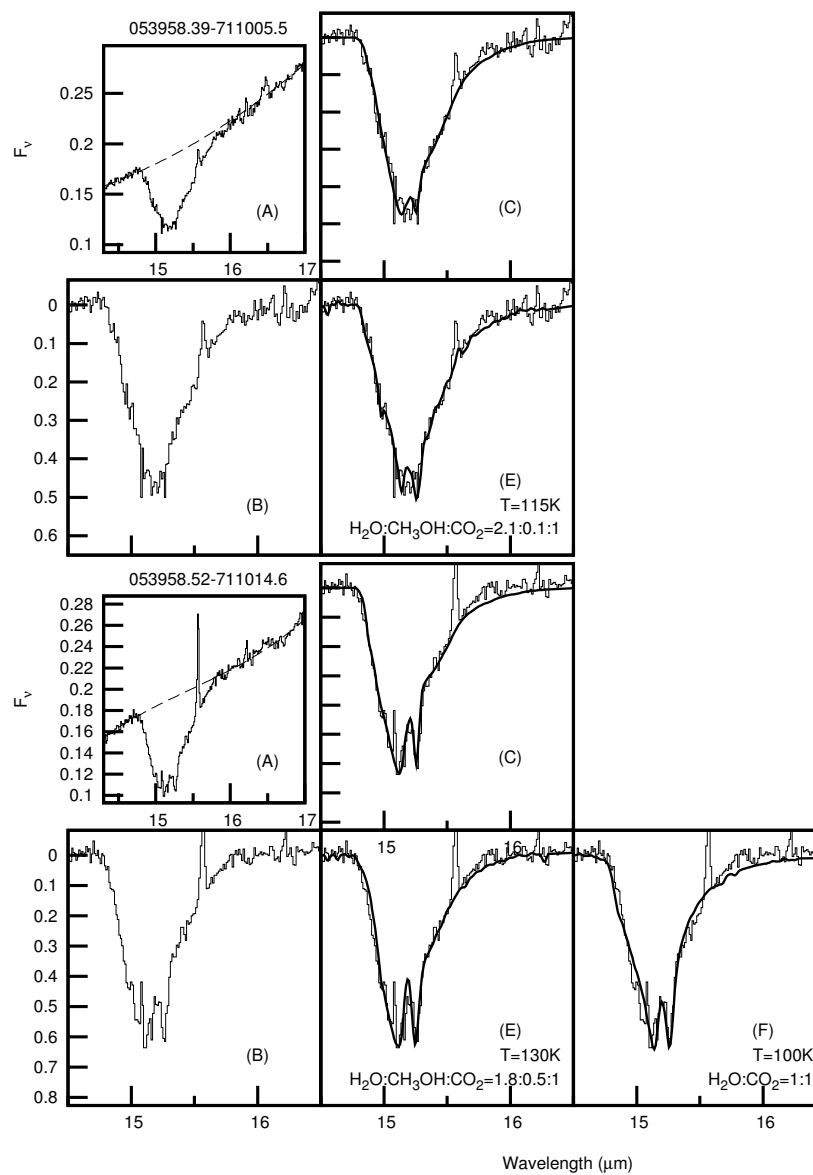 053958.39-711005.5
F_ν
0.25
0.2
0.15
0.1
(A)
(C)
15
16
17
0
0.1
0.2
0.3
0.4
0.5
0.6
(B)
(E)
T=115K
H₂O:CH₃OH:CO₂=2.1:0.1:1
053958.52-711014.6
F_ν
0.28
0.26
0.24
0.22
0.2
0.18
0.16
0.14
0.12
0.1
(A)
(C)
15
16
17
15
16
0
0.1
0.2
0.3
0.4
0.5
0.6
0.7
0.8
(B)
(E)
T=130K
H₂O:CH₃OH:CO₂=1.8:0.5:1
(F)
T=100K
H₂O:CO₂=1:1
15
16
15
16
15
16
Wavelength (μm)